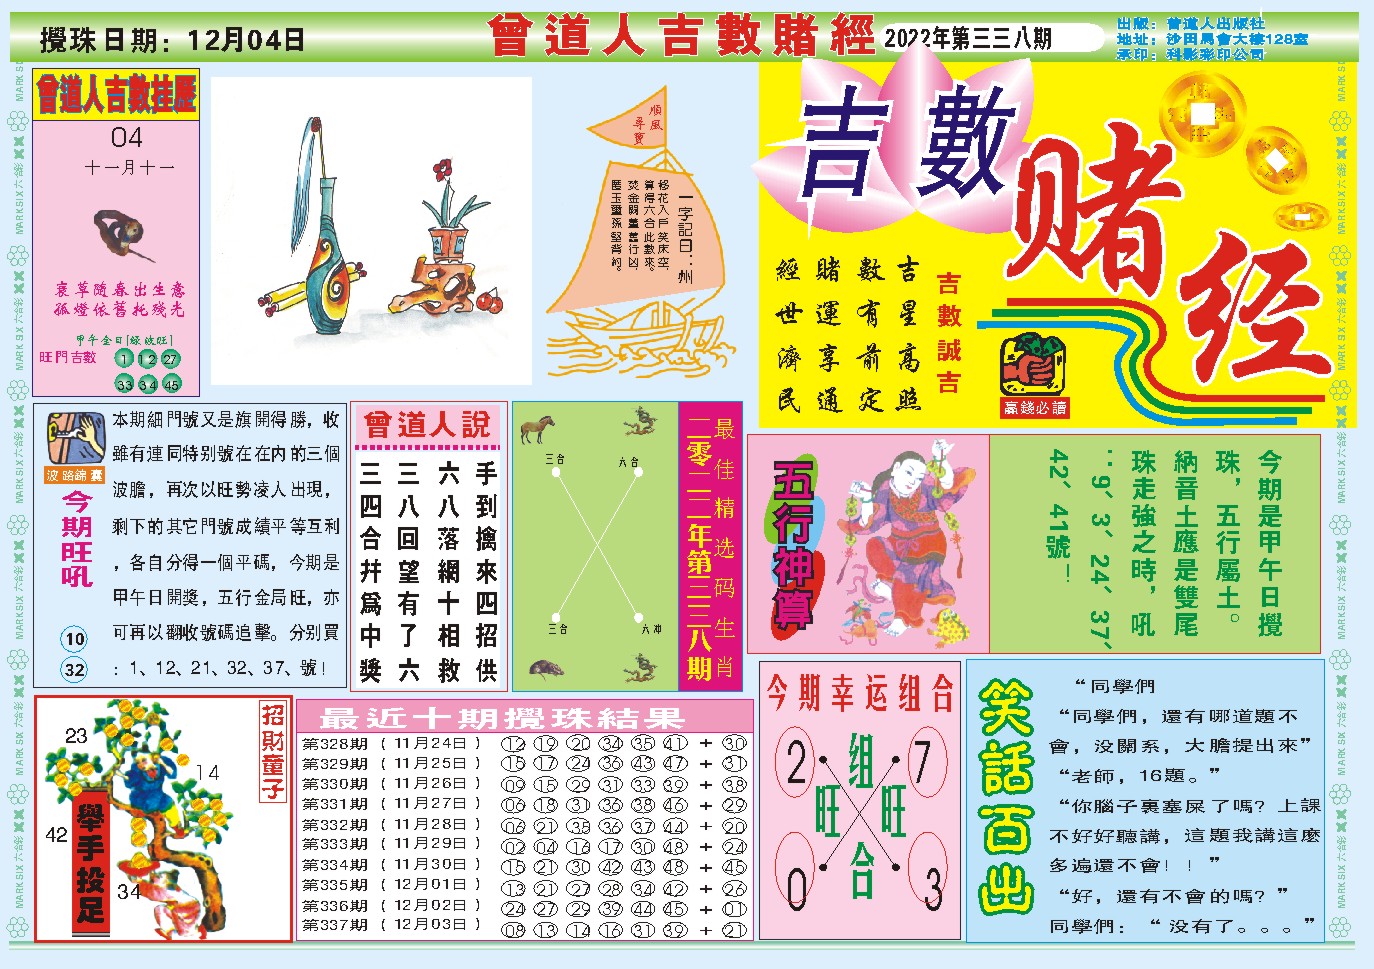 攪珠日期：12月04日
曾道人吉數賭經
2022年第三三八期
出版：曾道人出版社
地址：沙田馬會大樓128室
承印：科影彩印公司
曾道人吉數挂歷
04
十一月十一
衰草隨春出生意
孤燈依舊托殘光
甲午金日[綠波旺]
旺門吉數
1 12 27
33 34 45
順風
尋寶
一字記曰：州
移花入戶笑床空，
算得六合此數來。
焚金闕董舊行凶，
匿玉璽孫堅背約。
吉數
赌经
吉數誠吉
吉星高照
數有前定
賭運享通
經世濟民
贏錢必讀
波路錦囊
今期旺吼
10
32
本期細門號又是旗開得勝，收
雖有連同特别號在在内的三個
波膽，再次以旺勢凌人出現，
剩下的其它門號成績平等互利
，各自分得一個平碼，今期是
甲午日開獎，五行金局旺，亦
可再以翻收號碼追擊。分别買
：1、12、21、32、37、號！
曾道人說
手到擒來四招供
六八落網十相救
三八回望有了六
三四合井爲中獎
三合
六合
三合
六冲
最佳精选码生肖
二零二二年第三三八期
五行神算
今期是甲午日攪
珠，五行屬土。
納音土應是雙尾
珠走強之時，吼
：9、3、24、37、
42、41號！
招財童子
23
14
42
34
舉手投足
最近十期攪珠結果
第328期 ( 11月24日 ) 12 19 20 34 35 41 + 30
第329期 ( 11月25日 ) 15 17 24 36 43 47 + 31
第330期 ( 11月26日 ) 09 15 29 31 33 39 + 38
第331期 ( 11月27日 ) 06 18 31 36 38 46 + 29
第332期 ( 11月28日 ) 06 21 35 36 37 44 + 20
第333期 ( 11月29日 ) 02 04 16 17 30 48 + 24
第334期 ( 11月30日 ) 15 21 30 42 43 48 + 45
第335期 ( 12月01日 ) 13 21 27 28 34 42 + 26
第336期 ( 12月02日 ) 24 27 29 39 44 45 + 01
第337期 ( 12月03日 ) 08 13 14 16 31 39 + 21
今期幸运组合
2
7
组
旺
旺
合
0
3
笑話百出
“同學們
“同學們，還有哪道題不
會，没關系，大膽提出來”
“老師，16題。”
“你腦子裏塞屎了嗎？上課
不好好聽講，這題我講這麽
多遍還不會！！”
“好，還有不會的嗎？”
同學們：“没有了。。。”
MARK SIX 六合彩